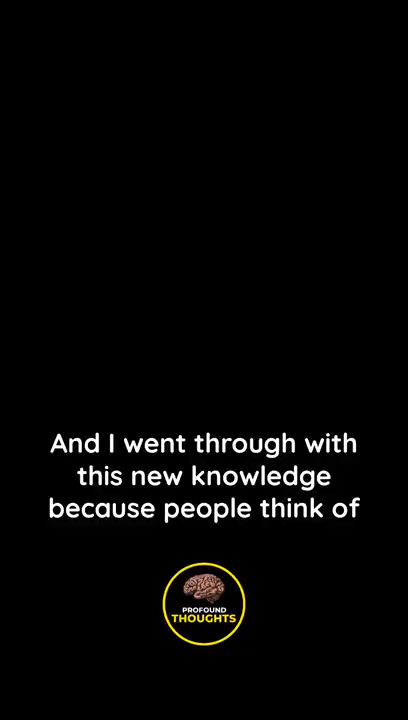 And I went through with
this new knowledge
because people think of
PROFOUND
THOUGHTS